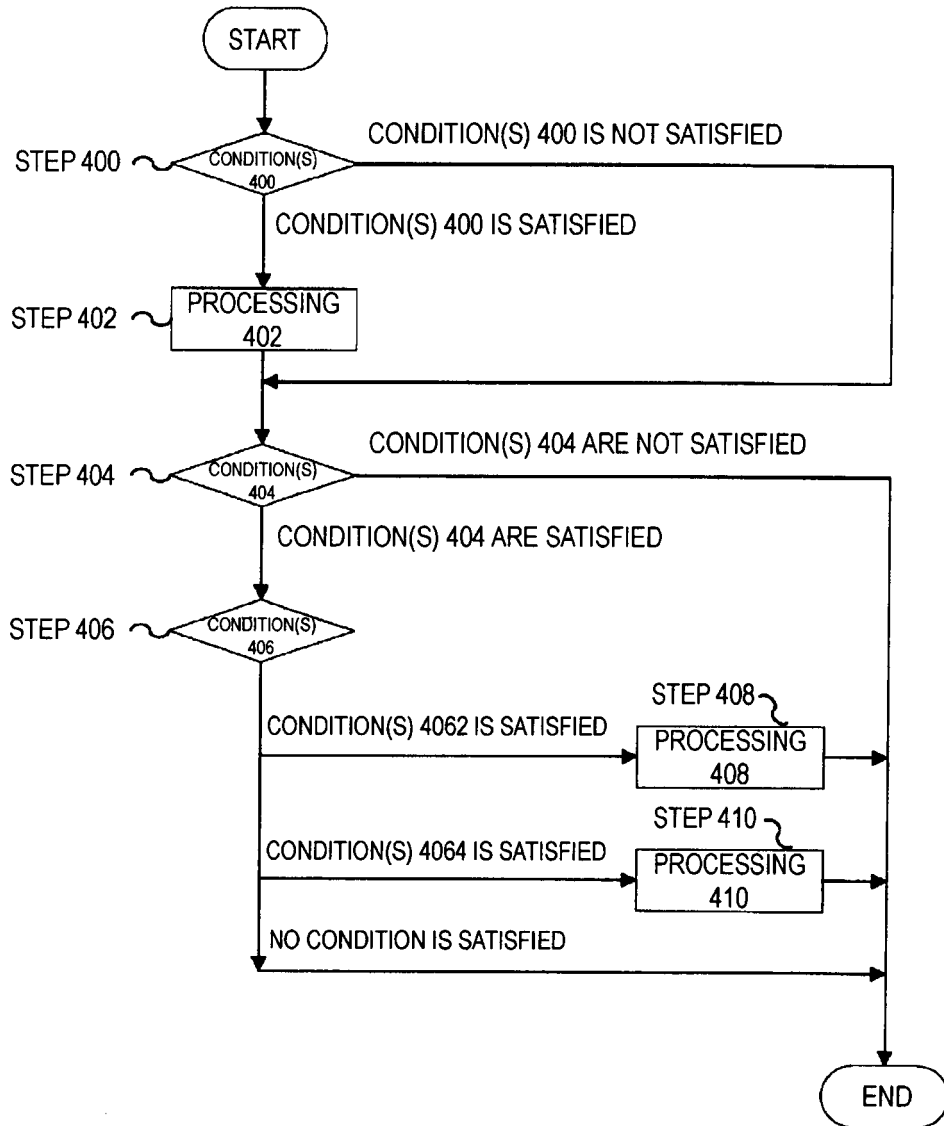 START
CONDITION(S) 400 IS NOT SATISFIED
STEP 400
CONDITION(S)
400
CONDITION(S) 400 IS SATISFIED
STEP 402
PROCESSING
402
CONDITION(S) 404 ARE NOT SATISFIED
STEP 404
CONDITION(S)
404
CONDITION(S) 404 ARE SATISFIED
STEP 406
CONDITION(S)
406
STEP 408
CONDITION(S) 4062 IS SATISFIED
PROCESSING
408
STEP 410
CONDITION(S) 4064 IS SATISFIED
PROCESSING
410
NO CONDITION IS SATISFIED
END